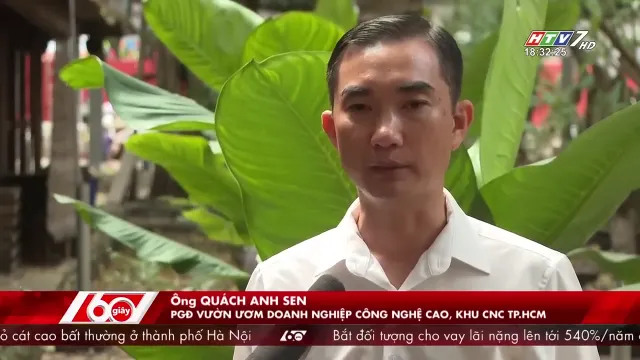 HTV7 HD
18:32:25
60 giây
Ông QUÁCH ANH SEN
PGĐ VƯỜN ƯƠM DOANH NGHIỆP CÔNG NGHỆ CAO, KHU CNC TP.HCM
cát cao bất thường ở thành phố Hà Nội 60 giây Bắt đối tượng cho vay lãi nặng lên tới 540%/năm